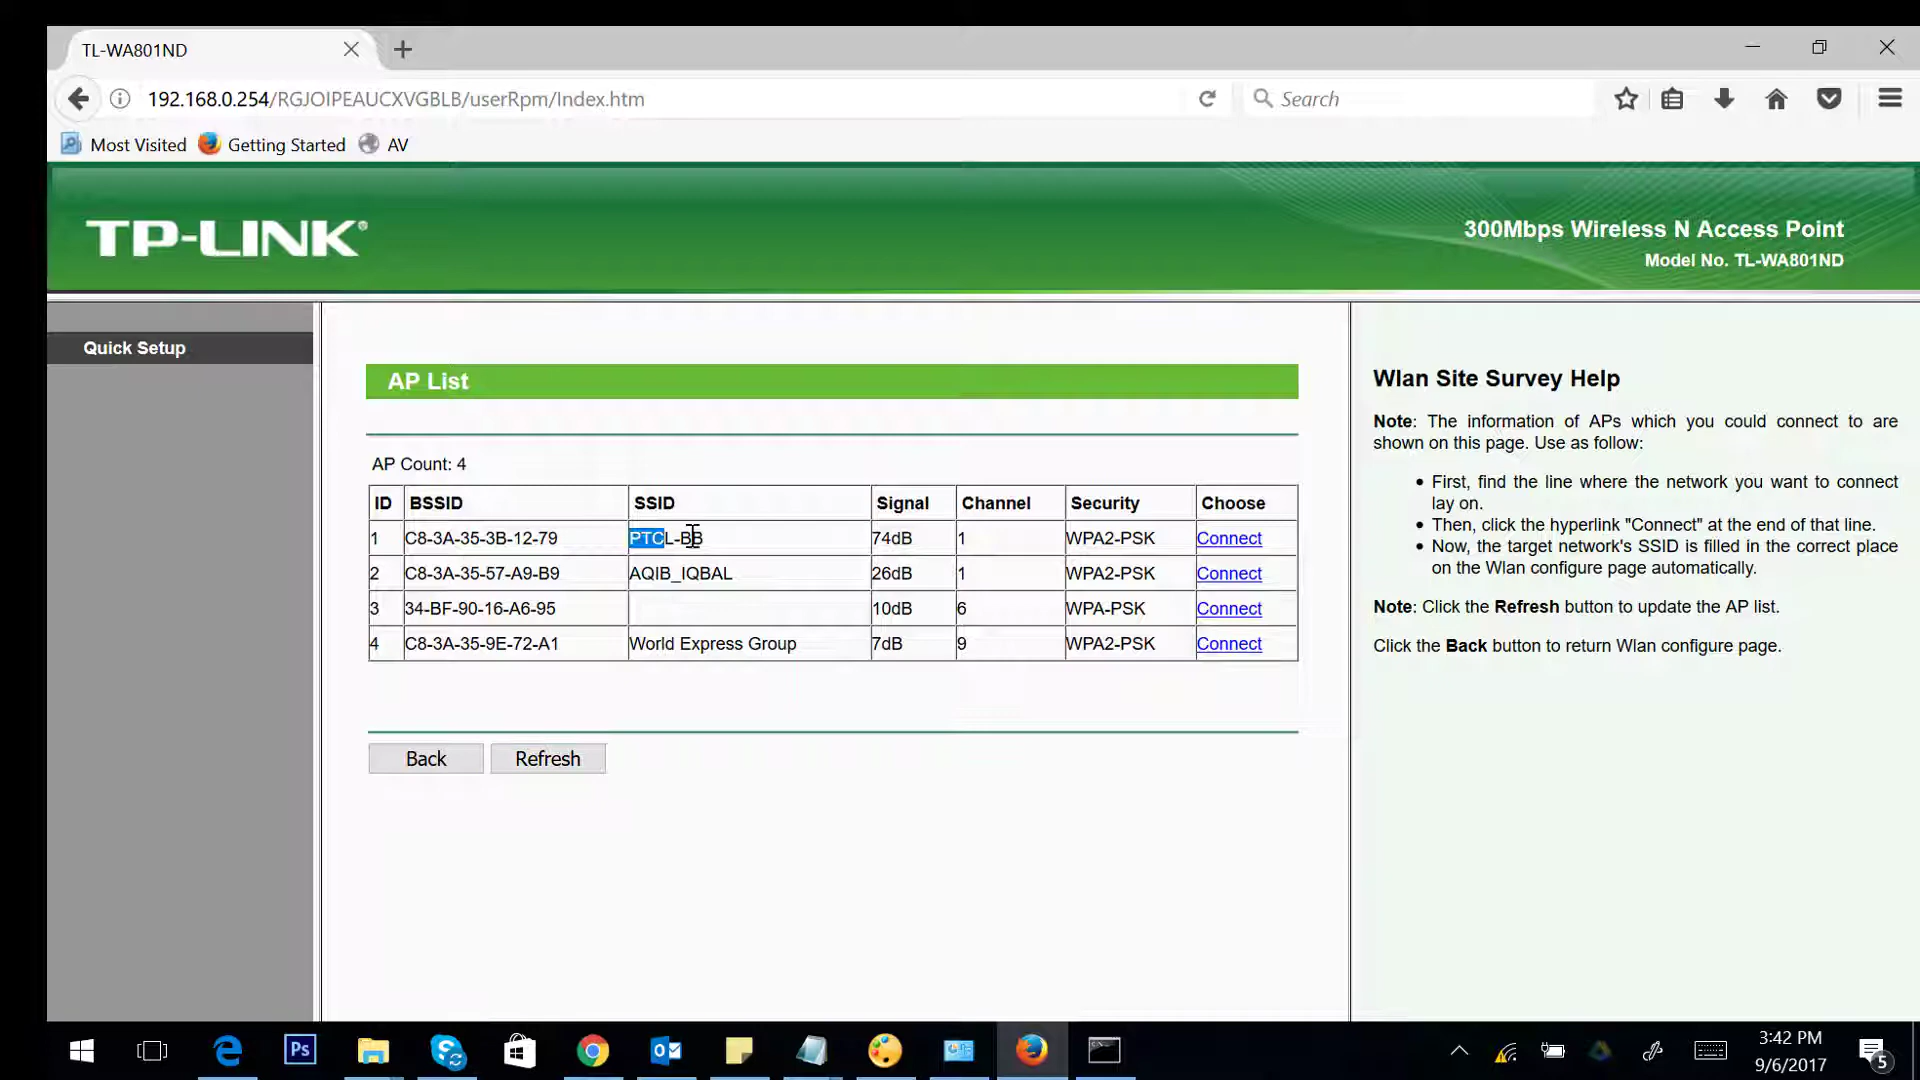 TL-WA801ND
192.168.0.254/RGJOIPEAUCXVGBLB/userRpm/Index.htm
Search
Most Visited
Getting Started
AV
TP-LINK®
300Mbps Wireless N Access Point
Model No. TL-WA801ND
Quick Setup
AP List
AP Count: 4
ID BSSID SSID Signal Channel Security Choose
1 C8-3A-35-3B-12-79 PTCL-BB 74dB 1 WPA2-PSK Connect
2 C8-3A-35-57-A9-B9 AQIB_IQBAL 26dB 1 WPA2-PSK Connect
3 34-BF-90-16-A6-95 10dB 6 WPA-PSK Connect
4 C8-3A-35-9E-72-A1 World Express Group 7dB 9 WPA2-PSK Connect
Back
Refresh
Wlan Site Survey Help
Note: The information of APs which you could connect to are
shown on this page. Use as follow:
First, find the line where the network you want to connect
lay on.
Then, click the hyperlink "Connect" at the end of that line.
Now, the target network's SSID is filled in the correct place
on the Wlan configure page automatically.
Note: Click the Refresh button to update the AP list.
Click the Back button to return Wlan configure page.
Ps
3:42 PM
9/6/2017
5